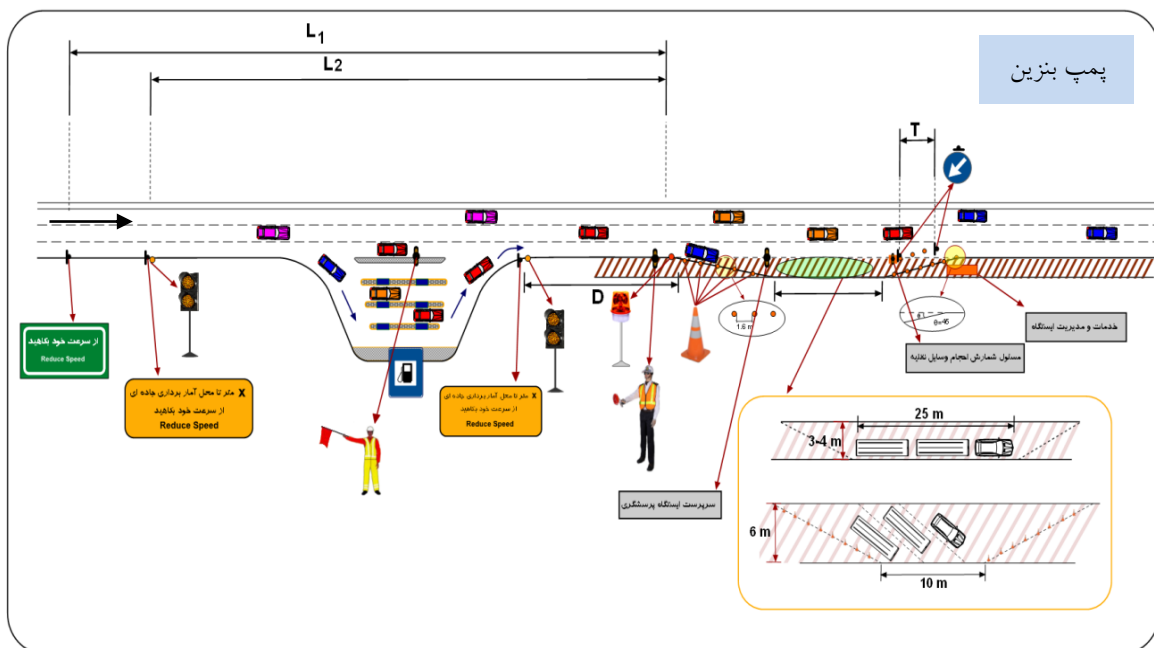 L1
L2
پمپ بنزین
T
D
1.6 m
θ=45
از سرعت خود بکاهید
Reduce Speed
X متر تا محل آمار برداری جاده ای
از سرعت خود بکاهید
Reduce Speed
X متر تا محل آمار برداری جاده ای
از سرعت خود بکاهید
Reduce Speed
خدمات و مدیریت ایستگاه
مسئول شمارش احجام وسایل نقلیه
سرپرست ایستگاه پرسشگری
25 m
3-4 m
6 m
10 m